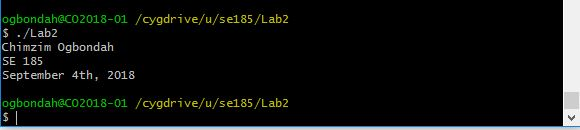 ogbondah@CO2018-01 /cygdrive/u/se185/Lab2
$ ./Lab2
Chimzim Ogbondah
SE 185
September 4th, 2018
ogbondah@CO2018-01 /cygdrive/u/se185/Lab2
$